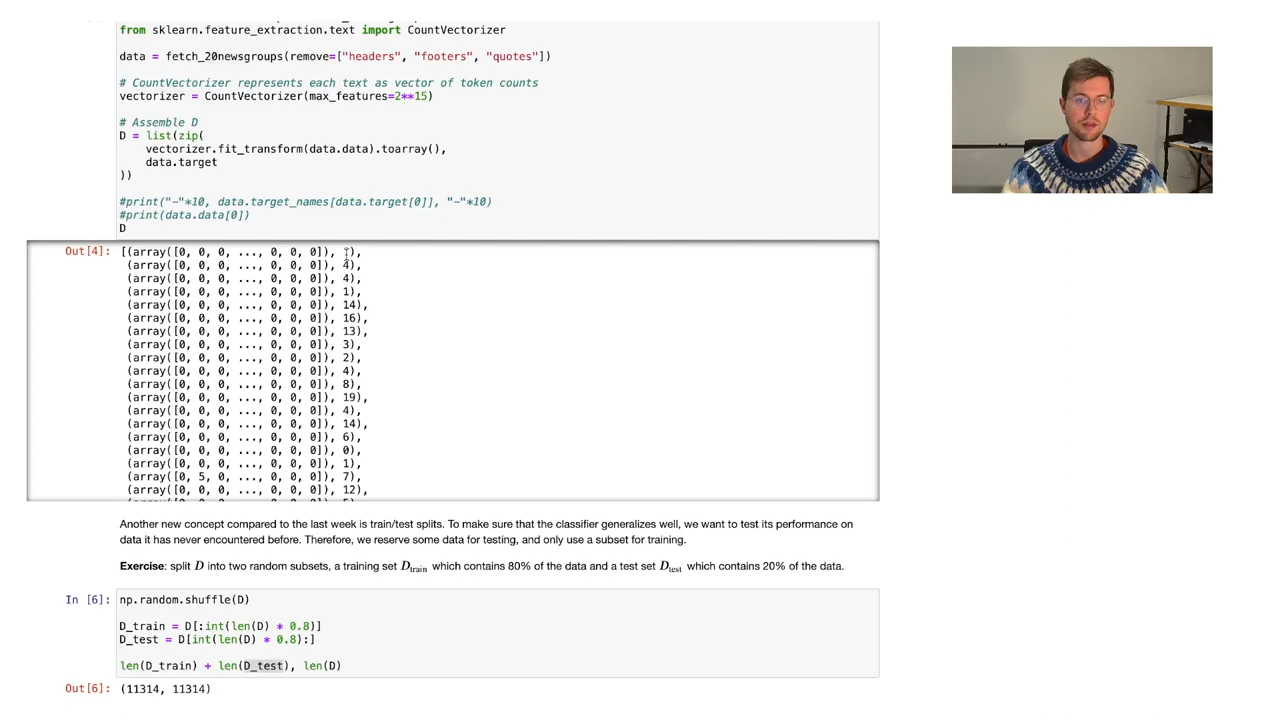 from sklearn.feature_extraction.text import CountVectorizer
data = fetch_20newsgroups(remove=["headers", "footers", "quotes"])
# CountVectorizer represents each text as vector of token counts
vectorizer = CountVectorizer(max_features=2**15)
# Assemble D
D = list(zip(
    vectorizer.fit_transform(data.data).toarray(),
    data.target
))
#print("-"*10, data.target_names[data.target[0]], "-"*10)
#print(data.data[0])
D
Out[4]: [(array([0, 0, 0, ..., 0, 0, 0]), ),
(array([0, 0, 0, ..., 0, 0, 0]), 4),
(array([0, 0, 0, ..., 0, 0, 0]), 4),
(array([0, 0, 0, ..., 0, 0, 0]), 1),
(array([0, 0, 0, ..., 0, 0, 0]), 14),
(array([0, 0, 0, ..., 0, 0, 0]), 16),
(array([0, 0, 0, ..., 0, 0, 0]), 13),
(array([0, 0, 0, ..., 0, 0, 0]), 3),
(array([0, 0, 0, ..., 0, 0, 0]), 2),
(array([0, 0, 0, ..., 0, 0, 0]), 4),
(array([0, 0, 0, ..., 0, 0, 0]), 8),
(array([0, 0, 0, ..., 0, 0, 0]), 19),
(array([0, 0, 0, ..., 0, 0, 0]), 4),
(array([0, 0, 0, ..., 0, 0, 0]), 14),
(array([0, 0, 0, ..., 0, 0, 0]), 6),
(array([0, 0, 0, ..., 0, 0, 0]), 0),
(array([0, 0, 0, ..., 0, 0, 0]), 1),
(array([0, 5, 0, ..., 0, 0, 0]), 7),
(array([0, 0, 0, ..., 0, 0, 0]), 12),
Another new concept compared to the last week is train/test splits. To make sure that the classifier generalizes well, we want to test its performance on
data it has never encountered before. Therefore, we reserve some data for testing, and only use a subset for training.
Exercise: split D into two random subsets, a training set D_train which contains 80% of the data and a test set D_test which contains 20% of the data.
In [6]: np.random.shuffle(D)
D_train = D[:int(len(D) * 0.8)]
D_test = D[int(len(D) * 0.8):]
len(D_train) + len(D_test), len(D)
Out[6]: (11314, 11314)